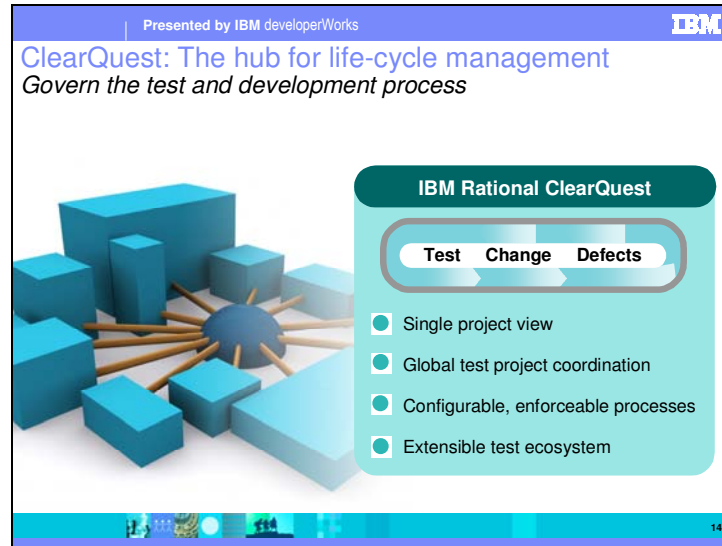 Presented by IBM developerWorks
IBM
ClearQuest: The hub for life-cycle management
Govern the test and development process
IBM Rational ClearQuest
Test Change Defects
Single project view
Global test project coordination
Configurable, enforceable processes
Extensible test ecosystem
14